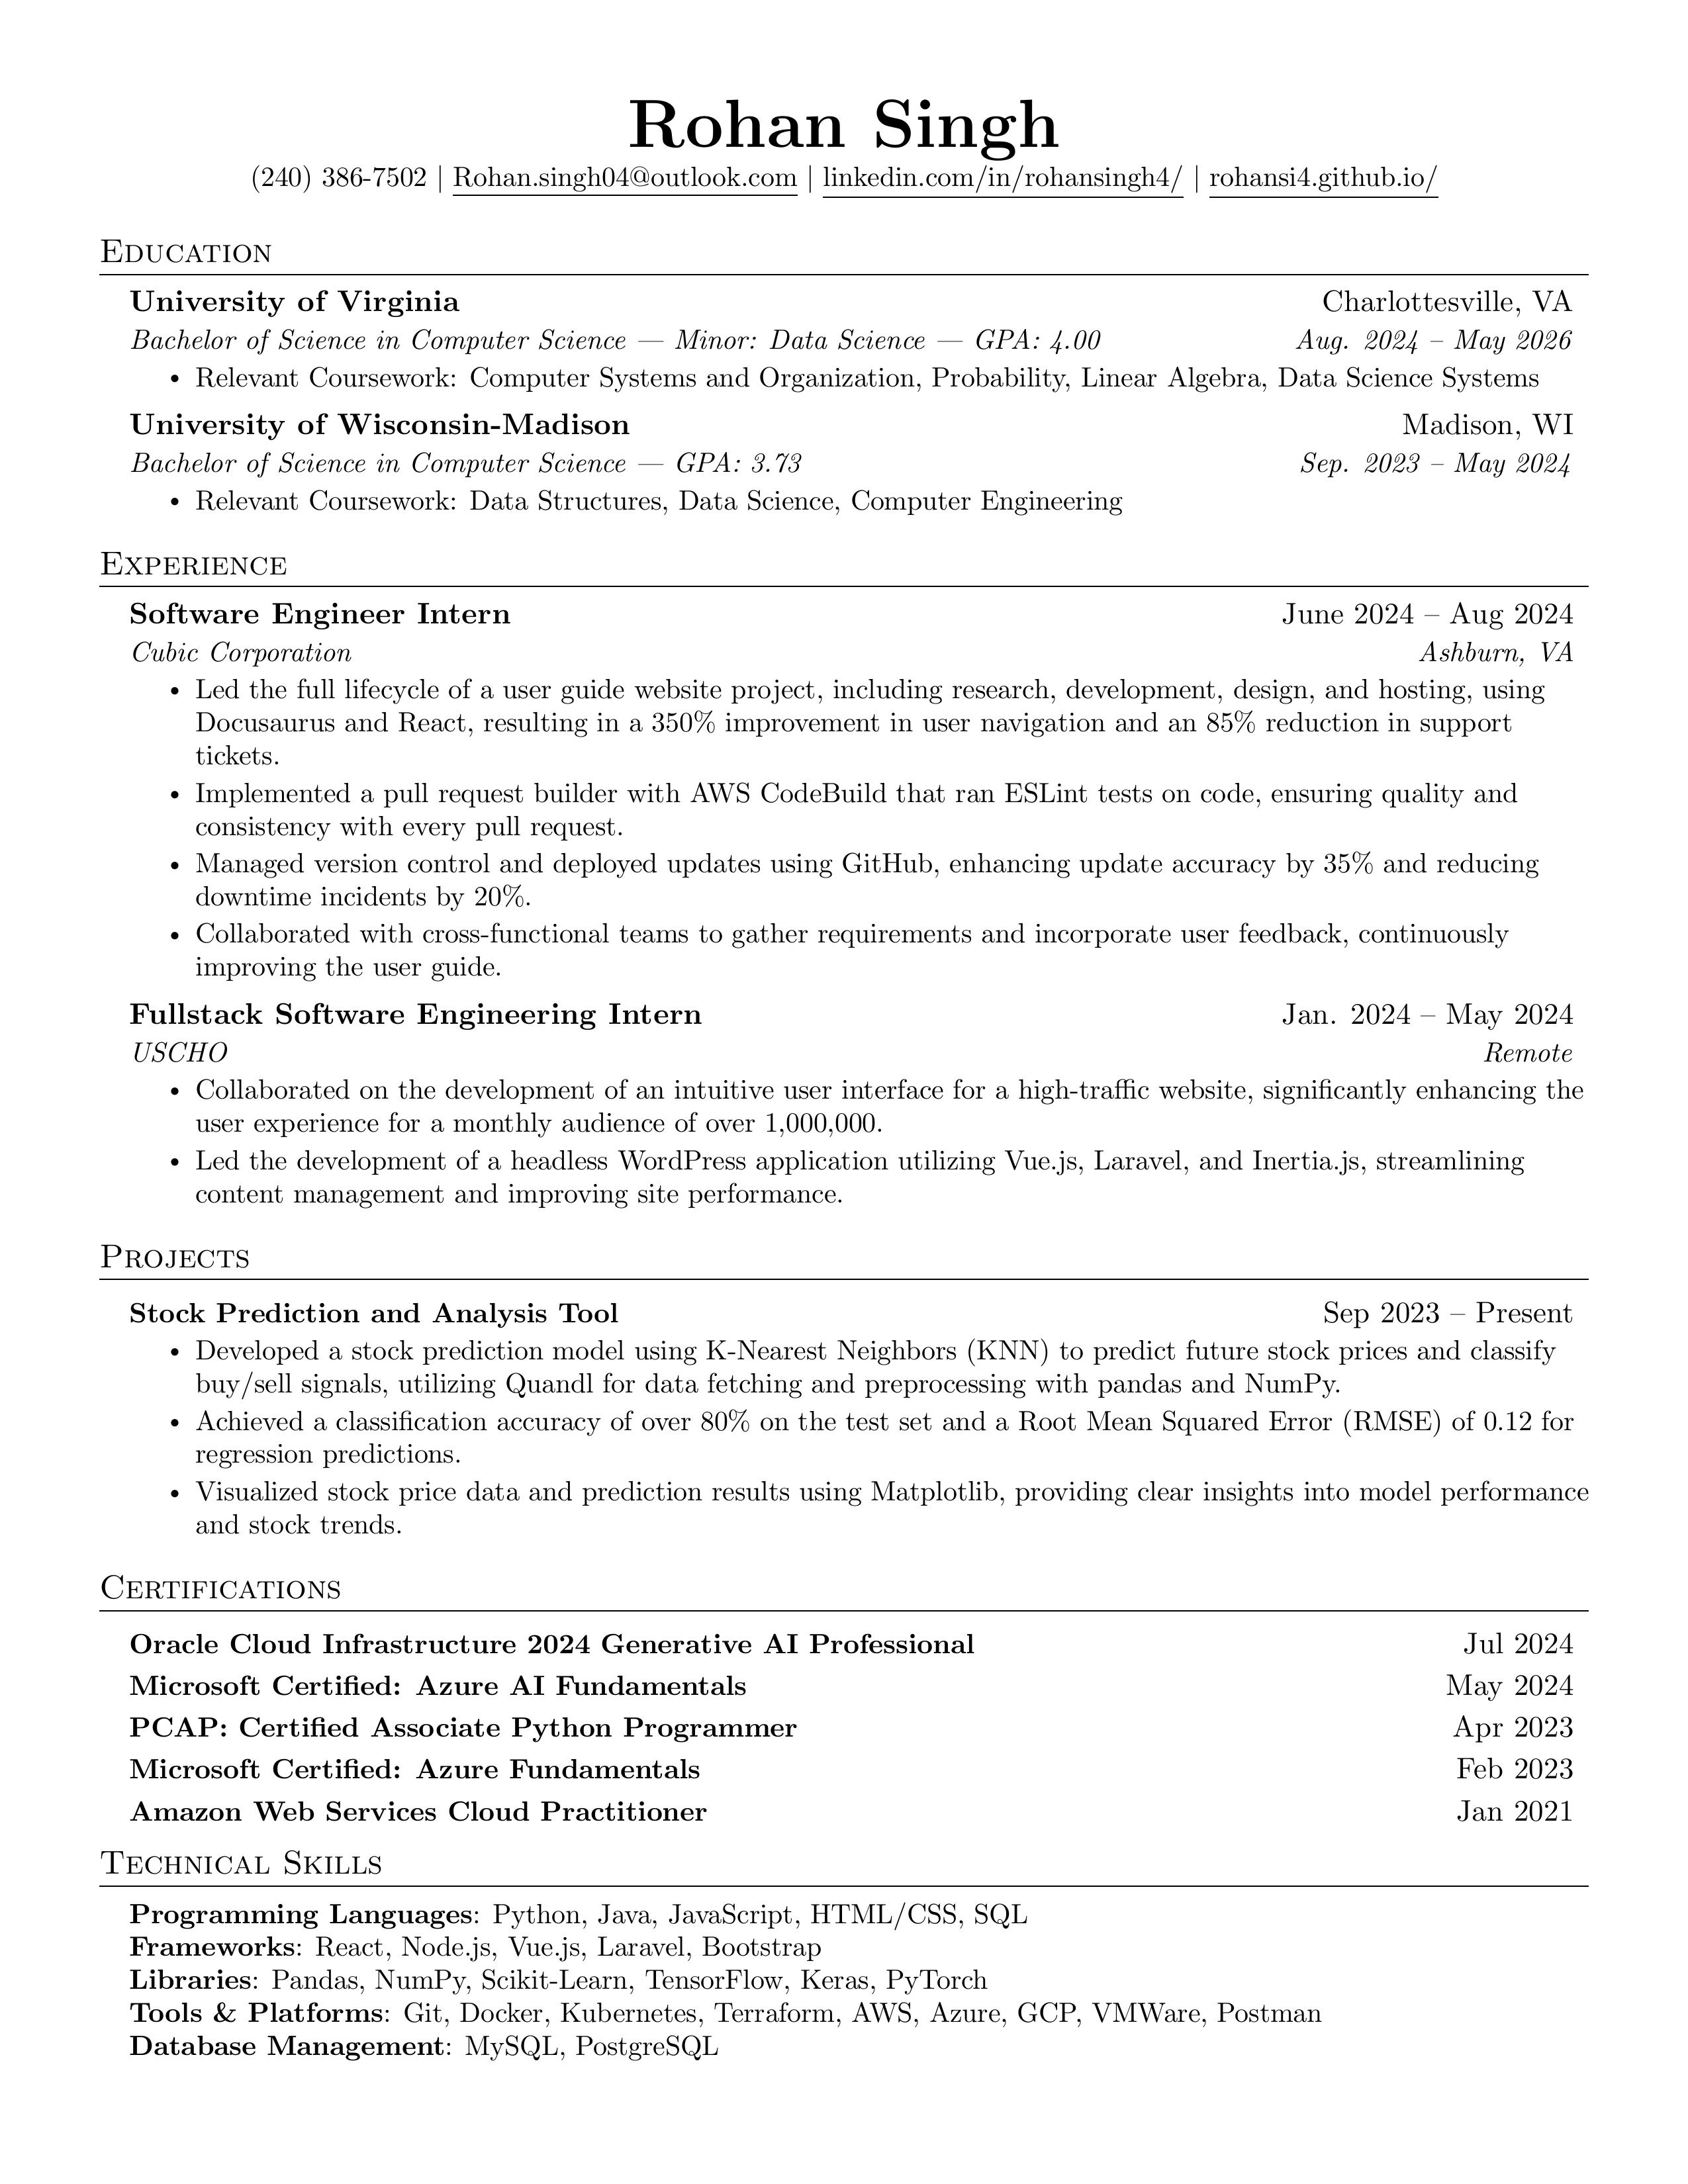 Rohan Singh
(240) 386-7502 | Rohan.singh04@outlook.com | linkedin.com/in/rohansingh4/ | rohansi4.github.io/
Education
University of Virginia Charlottesville, VA
Bachelor of Science in Computer Science — Minor: Data Science — GPA: 4.00 Aug. 2024 – May 2026
• Relevant Coursework: Computer Systems and Organization, Probability, Linear Algebra, Data Science Systems
University of Wisconsin-Madison Madison, WI
Bachelor of Science in Computer Science — GPA: 3.73 Sep. 2023 – May 2024
• Relevant Coursework: Data Structures, Data Science, Computer Engineering
Experience
Software Engineer Intern June 2024 – Aug 2024
Cubic Corporation Ashburn, VA
• Led the full lifecycle of a user guide website project, including research, development, design, and hosting, using
Docusaurus and React, resulting in a 350% improvement in user navigation and an 85% reduction in support
tickets.
• Implemented a pull request builder with AWS CodeBuild that ran ESLint tests on code, ensuring quality and
consistency with every pull request.
• Managed version control and deployed updates using GitHub, enhancing update accuracy by 35% and reducing
downtime incidents by 20%.
• Collaborated with cross-functional teams to gather requirements and incorporate user feedback, continuously
improving the user guide.
Fullstack Software Engineering Intern Jan. 2024 – May 2024
USCHO Remote
• Collaborated on the development of an intuitive user interface for a high-traffic website, significantly enhancing the
user experience for a monthly audience of over 1,000,000.
• Led the development of a headless WordPress application utilizing Vue.js, Laravel, and Inertia.js, streamlining
content management and improving site performance.
Projects
Stock Prediction and Analysis Tool Sep 2023 – Present
• Developed a stock prediction model using K-Nearest Neighbors (KNN) to predict future stock prices and classify
buy/sell signals, utilizing Quandl for data fetching and preprocessing with pandas and NumPy.
• Achieved a classification accuracy of over 80% on the test set and a Root Mean Squared Error (RMSE) of 0.12 for
regression predictions.
• Visualized stock price data and prediction results using Matplotlib, providing clear insights into model performance
and stock trends.
Certifications
Oracle Cloud Infrastructure 2024 Generative AI Professional Jul 2024
Microsoft Certified: Azure AI Fundamentals May 2024
PCAP: Certified Associate Python Programmer Apr 2023
Microsoft Certified: Azure Fundamentals Feb 2023
Amazon Web Services Cloud Practitioner Jan 2021
Technical Skills
Programming Languages: Python, Java, JavaScript, HTML/CSS, SQL
Frameworks: React, Node.js, Vue.js, Laravel, Bootstrap
Libraries: Pandas, NumPy, Scikit-Learn, TensorFlow, Keras, PyTorch
Tools & Platforms: Git, Docker, Kubernetes, Terraform, AWS, Azure, GCP, VMWare, Postman
Database Management: MySQL, PostgreSQL